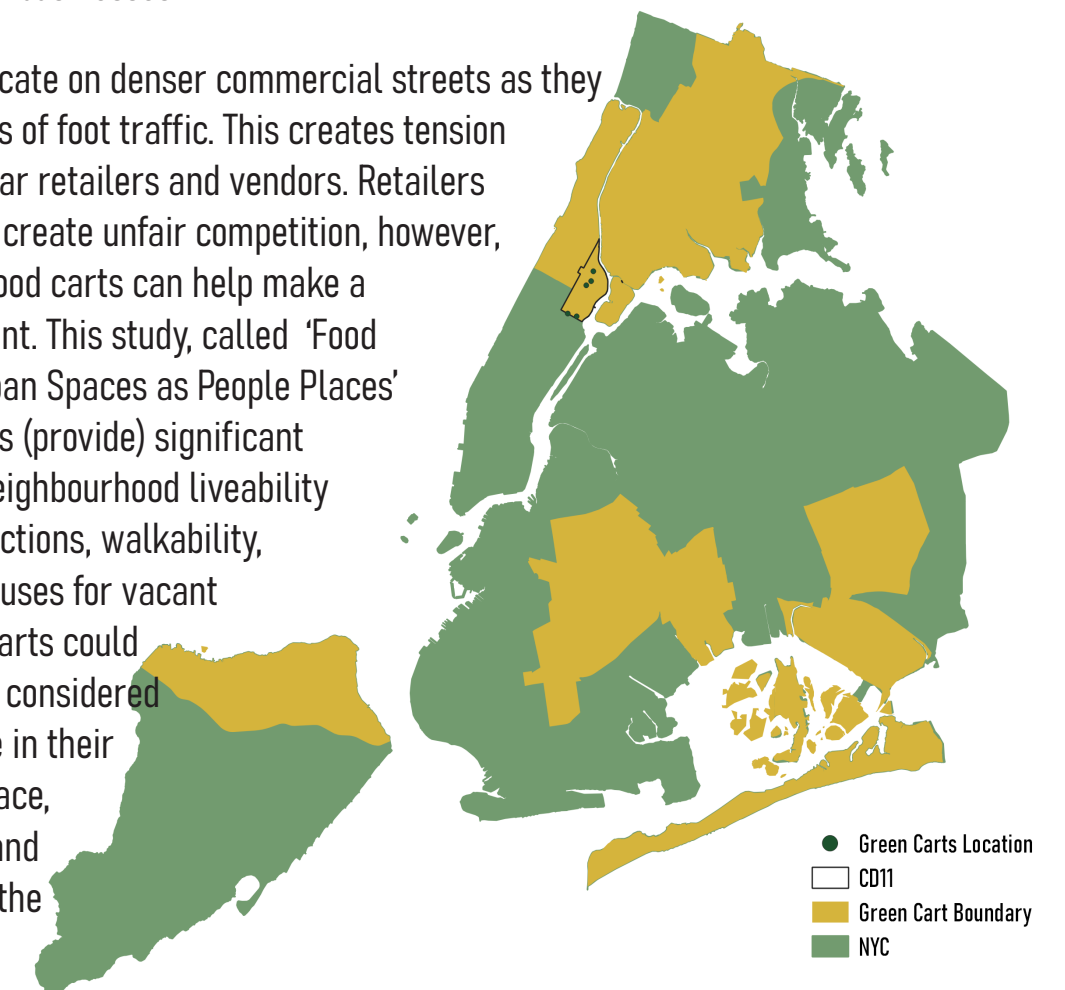 cate on denser commercial streets as they
s of foot traffic. This creates tension
ar retailers and vendors. Retailers
create unfair competition, however,
ood carts can help make a
nt. This study, called ‘Food
ban Spaces as People Places’
s (provide) significant
eighbourhood liveability
ctions, walkability,
uses for vacant
arts could
considered
e in their
ace,
and
the
Green Carts Location
CD11
Green Cart Boundary
NYC